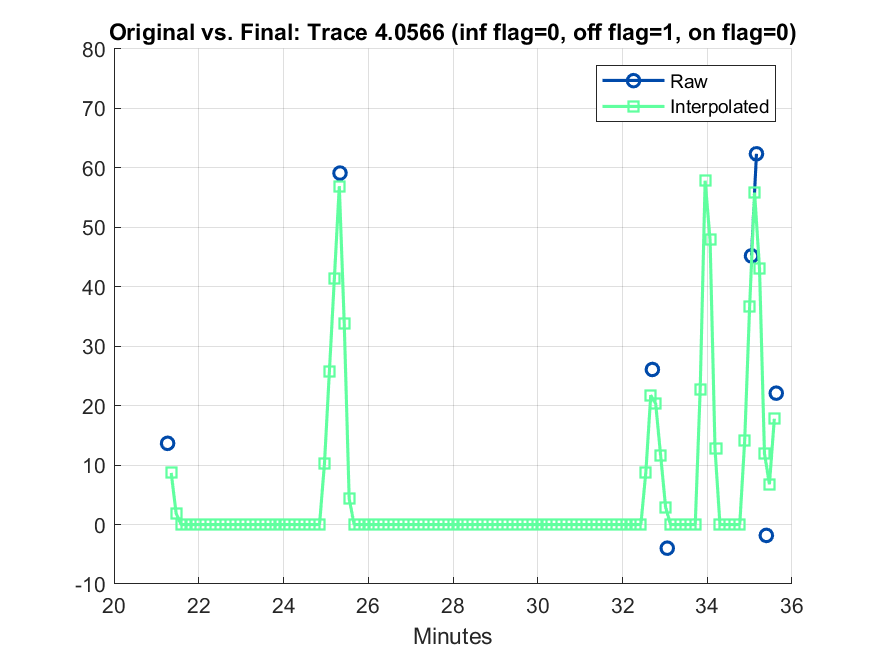 Original vs. Final: Trace 4.0566 (inf flag=0, off flag=1, on flag=0)
80
70
60
50
40
30
20
10
0
-10
Raw
Interpolated
20 22 24 26 28 30 32 34 36
Minutes